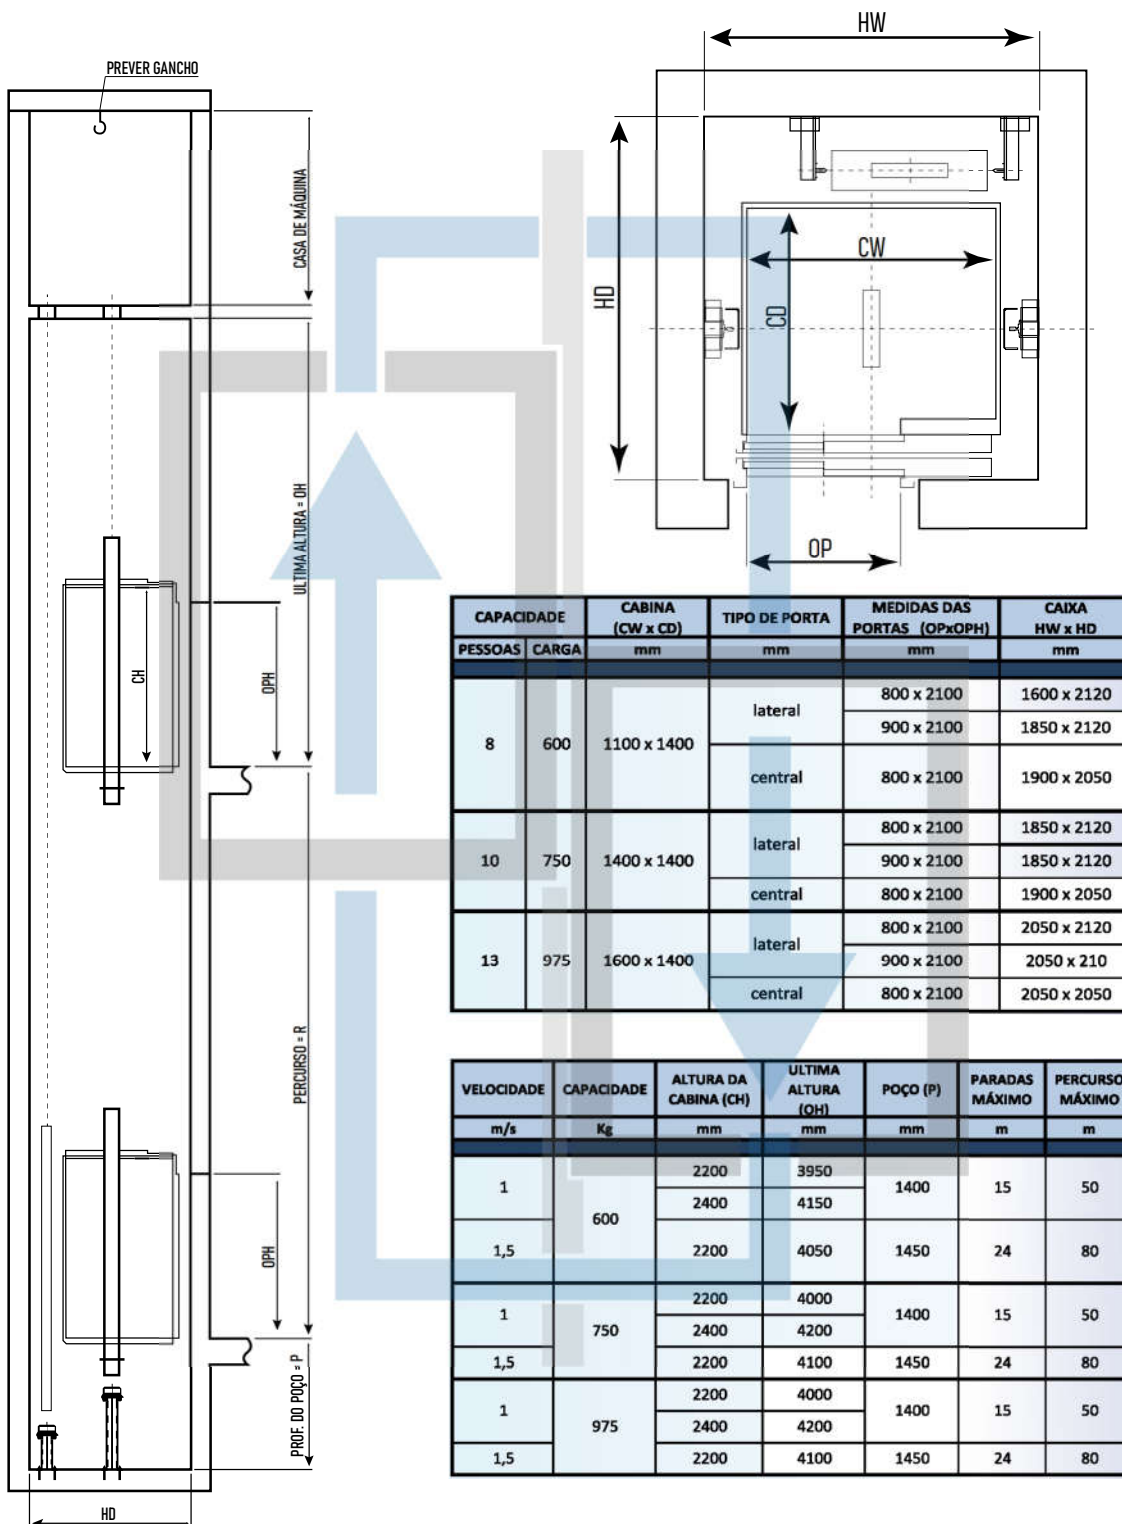 PREVER GANCHO
CASA DE MÁQUINA
ULTIMA ALTURA = OH
CH
OPH
PERCURSO = R
OPH
PROF. DO POÇO = P
HD
HW
HD
CW
CD
OP
CAPACIDADE CABINA (CW x CD) TIPO DE PORTA MEDIDAS DAS PORTAS (OPxOPH) CAIXA HW x HD
PESSOAS CARGA mm mm mm mm
8 600 1100 x 1400 lateral 800 x 2100 1600 x 2120
900 x 2100 1850 x 2120
central 800 x 2100 1900 x 2050
10 750 1400 x 1400 lateral 800 x 2100 1850 x 2120
900 x 2100 1850 x 2120
central 800 x 2100 1900 x 2050
13 975 1600 x 1400 lateral 800 x 2100 2050 x 2120
900 x 2100 2050 x 210
central 800 x 2100 2050 x 2050
VELOCIDADE CAPACIDADE ALTURA DA CABINA (CH) ULTIMA ALTURA (OH) POÇO (P) PARADAS MÁXIMO PERCURSO MÁXIMO
m/s Kg mm mm mm m m
1 600 2200 3950 1400 15 50
2400 4150
1,5 2200 4050 1450 24 80
1 750 2200 4000 1400 15 50
2400 4200
1,5 2200 4100 1450 24 80
1 975 2200 4000 1400 15 50
2400 4200
1,5 2200 4100 1450 24 80